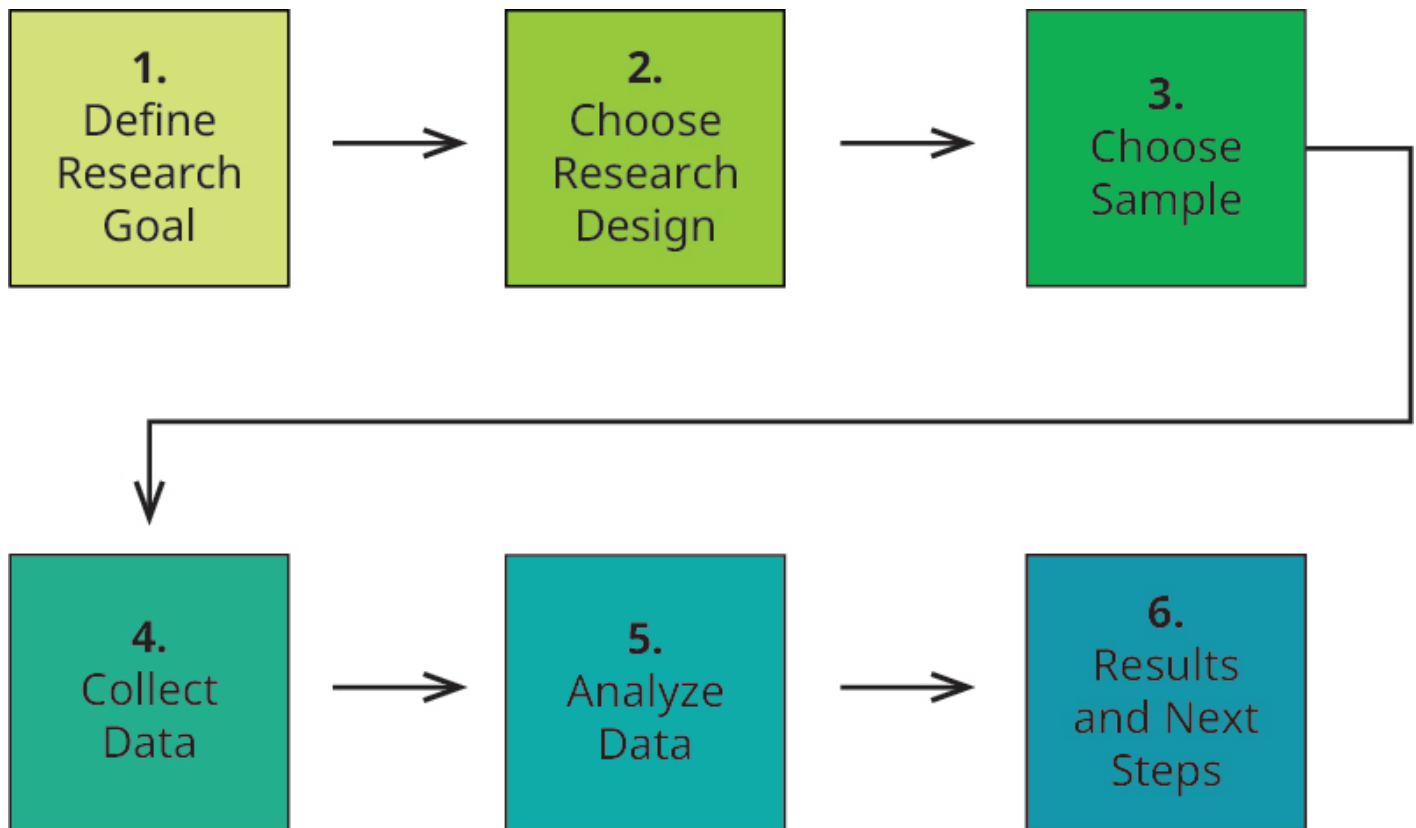 1.
Define
Research
Goal
2.
Choose
Research
Design
3.
Choose
Sample
4.
Collect
Data
5.
Analyze
Data
6.
Results
and Next
Steps